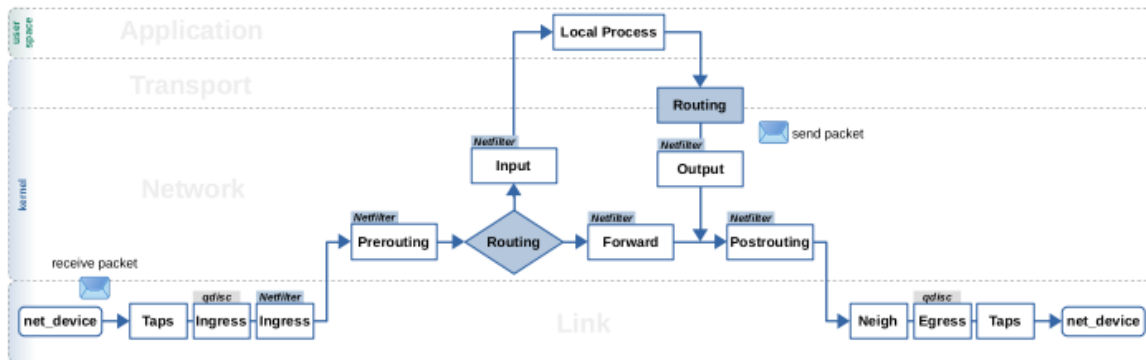 user
space
Application
Local Process
Transport
Routing
send packet
kernel
Network
Netfilter
Input
Netfilter
Output
Netfilter
Prerouting
Routing
Netfilter
Forward
Netfilter
Postrouting
receive packet
Link
net_device
Taps
qdisc
Ingress
Netfilter
Ingress
Neigh
qdisc
Egress
Taps
net_device